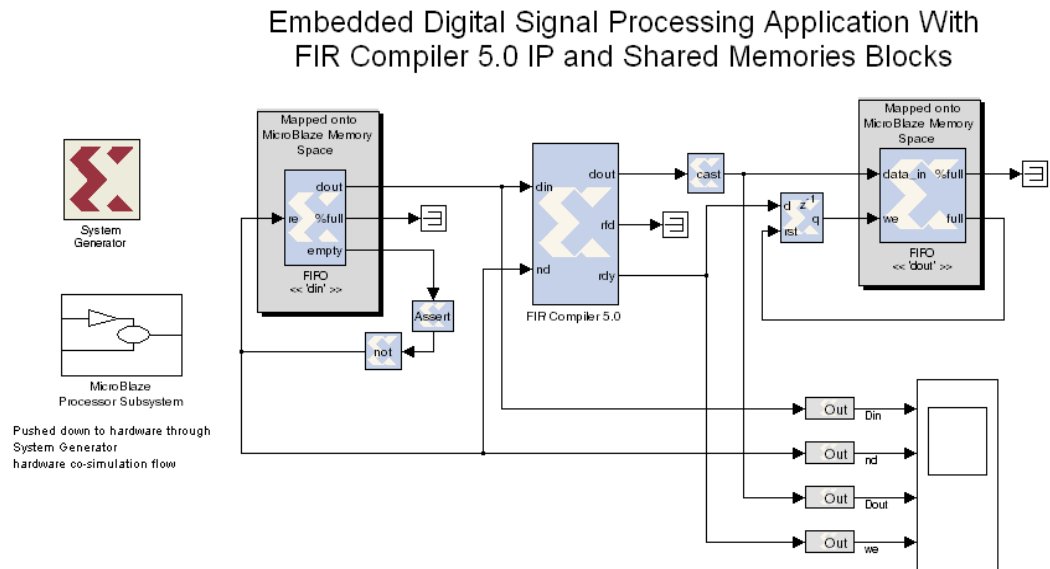 Embedded Digital Signal Processing Application With
FIR Compiler 5.0 IP and Shared Memories Blocks
System
Generator
MicroBlaze
Processor Subsystem
Pushed down to hardware through
System Generator
hardware co-simulation flow
Mapped onto
MicroBlaze Memory
Space
dout
re
%full
empty
FIFO
<< 'din' >>
Assert
not
din
dout
rfd
nd
rdy
FIR Compiler 5.0
cast
d
z^-1
q
rst
Mapped onto
MicroBlaze Memory
Space
data_in
%full
we
full
FIFO
<< 'dout' >>
Out
Din
Out
nd
Out
Dout
Out
we